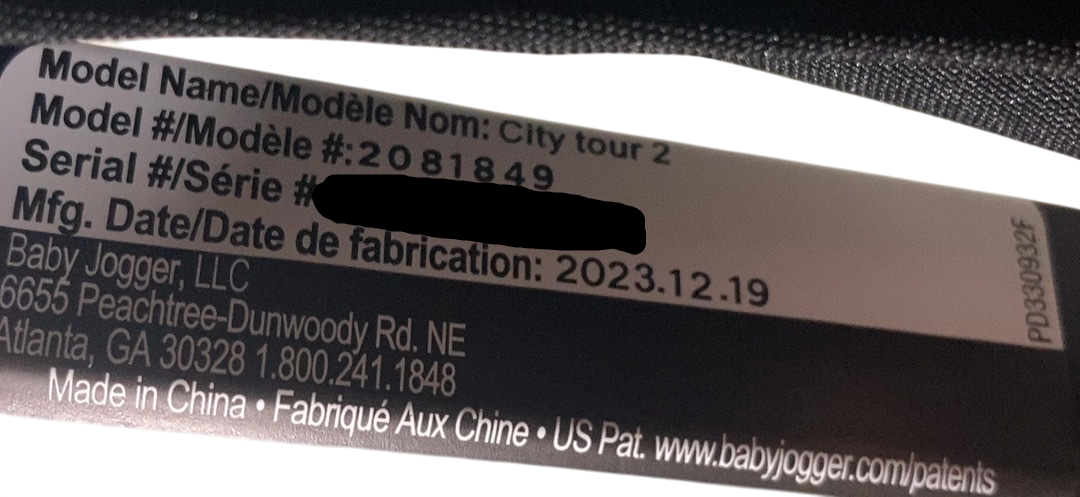 Model Name/Modèle Nom: City tour 2
Model #/Modèle #:2081849
Serial #/Série #
Mfg. Date/Date de fabrication: 2023.12.19
PD330932F
Baby Jogger, LLC
6655 Peachtree-Dunwoody Rd. NE
Atlanta, GA 30328 1.800.241.1848
Made in China • Fabriqué Aux Chine • US Pat. www.babyjogger.com/patents